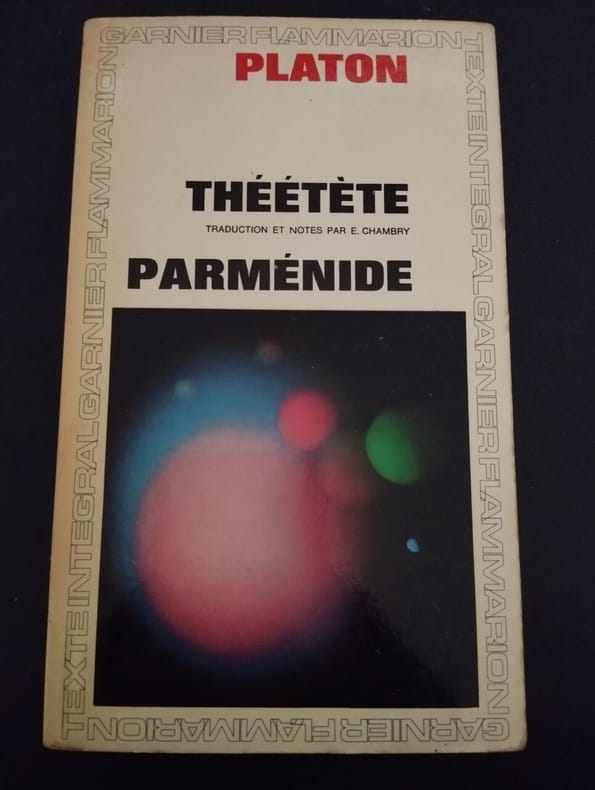 GARNIER FLAMMARION
PLATON
THÉÉTÈTE
TRADUCTION ET NOTES PAR E. CHAMBRY
PARMÉNIDE
TEXTE INTEGRAL GARNIER FLAMMARION
TEXTE INTEGRAL GARNIER FLAMMARION
GARNIER FLAMMARION